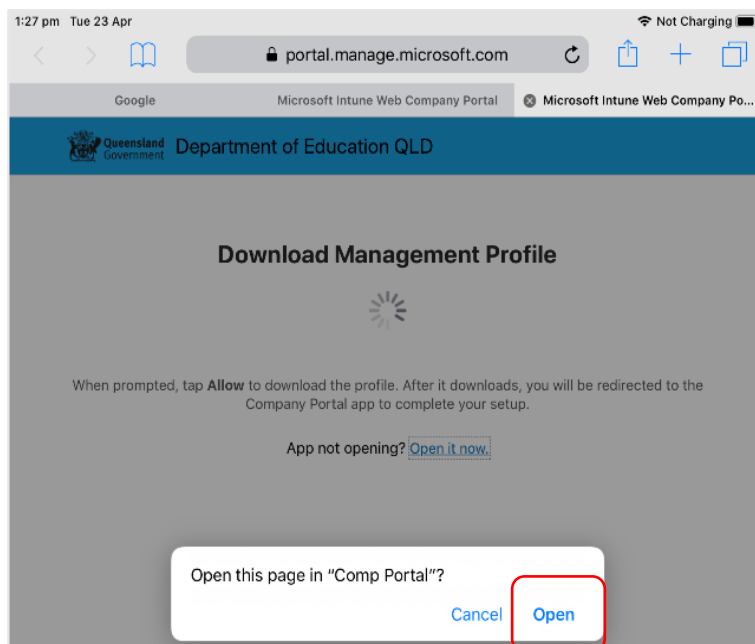 1:27 pm Tue 23 Apr Not Charging
portal.manage.microsoft.com
Google Microsoft Intune Web Company Portal Microsoft Intune Web Company Po...
Queensland
Government
Department of Education QLD
Download Management Profile
When prompted, tap Allow to download the profile. After it downloads, you will be redirected to the
Company Portal app to complete your setup.
App not opening? Open it now.
Open this page in “Comp Portal”?
Cancel Open